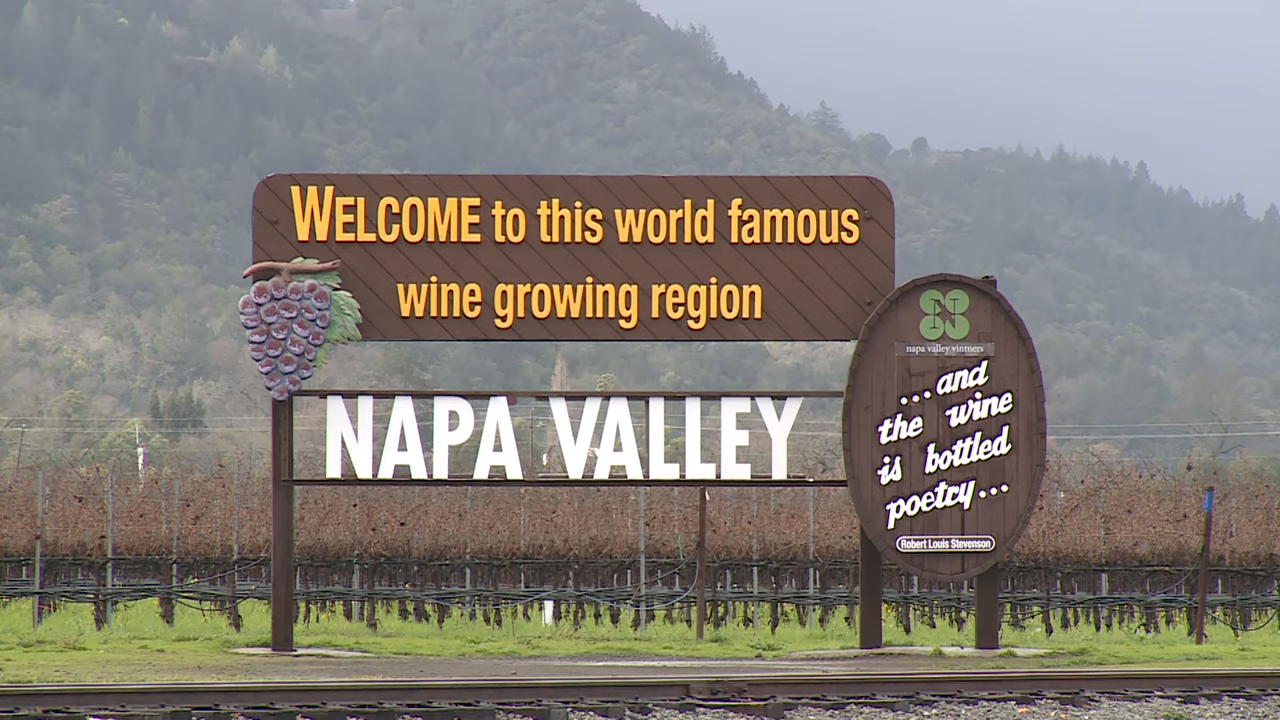 WELCOME to this world famous
wine growing region
NAPA VALLEY
napa valley vintners
...and
the wine
is bottled
poetry...
Robert Louis Stevenson